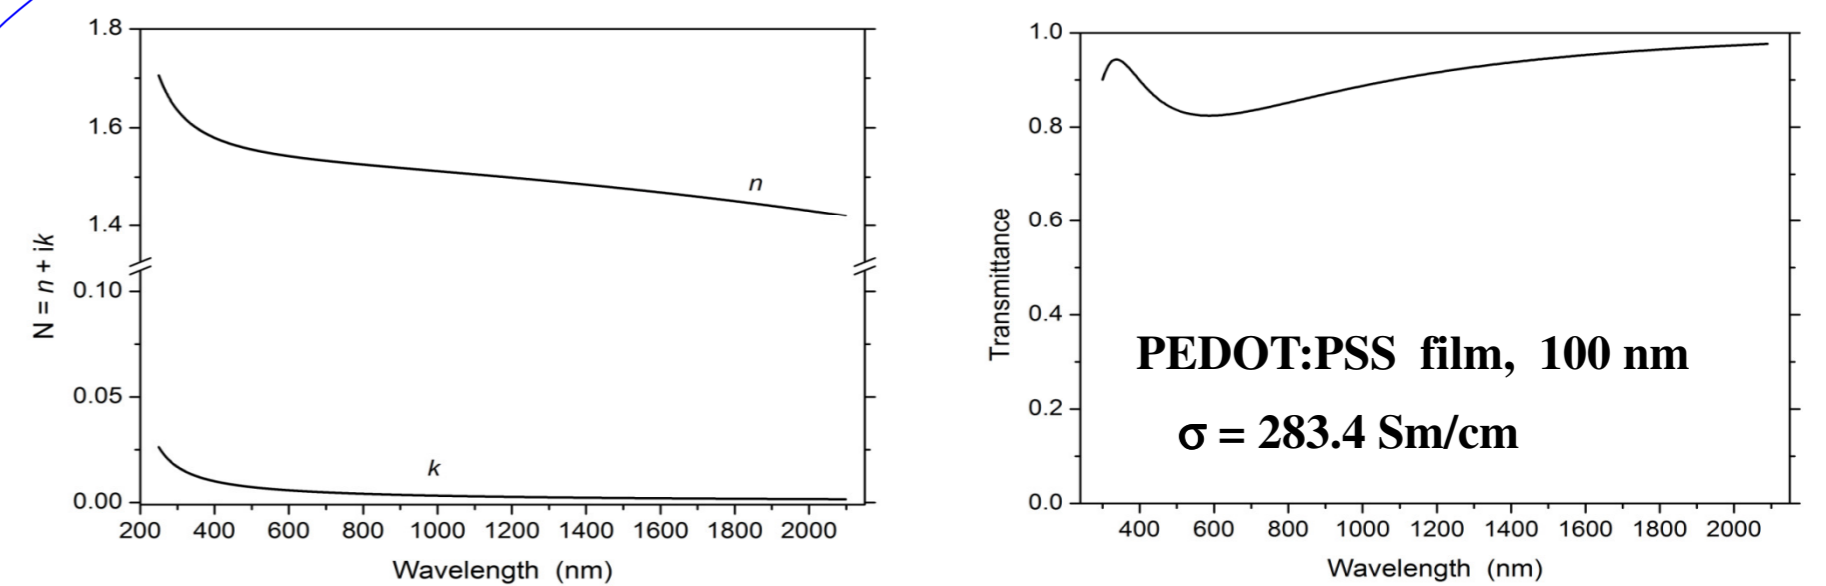 1.8
1.6
1.4
0.10
0.05
0.00
N = n + ik
n
k
200 400 600 800 1000 1200 1400 1600 1800 2000
Wavelength (nm)
1.0
0.8
0.6
0.4
0.2
0.0
Transmittance
PEDOT:PSS film, 100 nm
σ = 283.4 Sm/cm
400 600 800 1000 1200 1400 1600 1800 2000
Wavelength (nm)